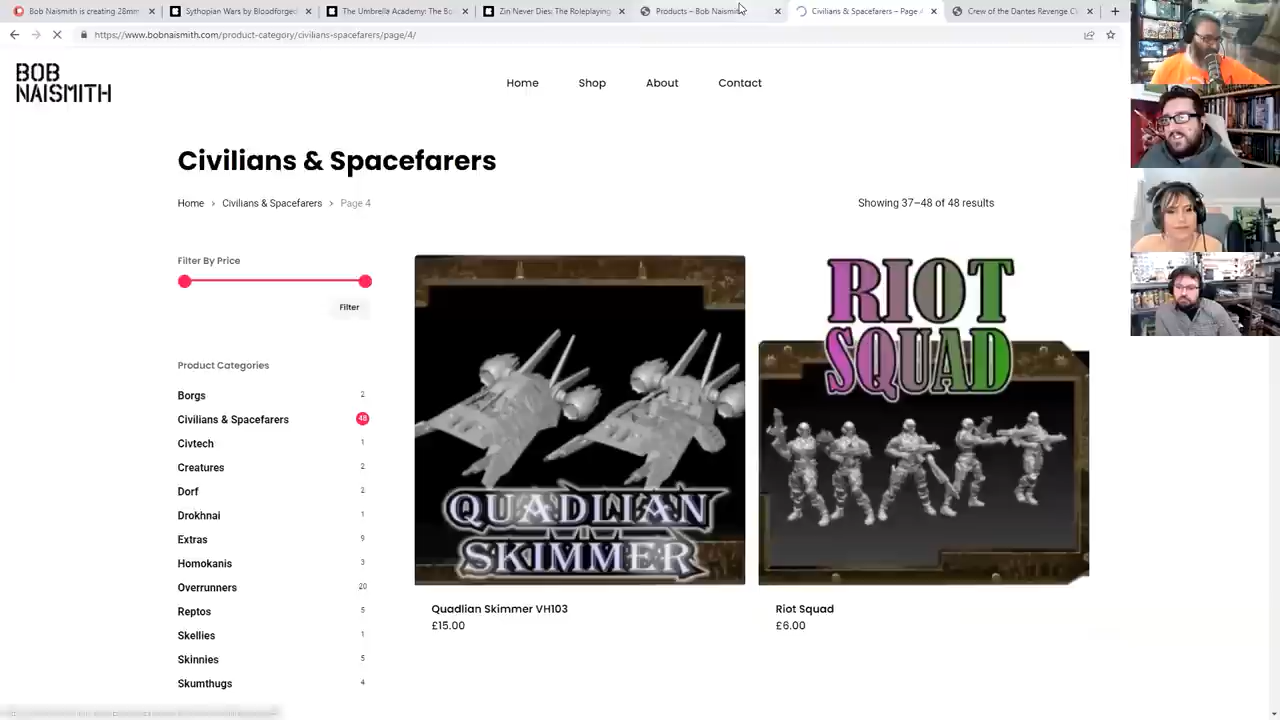 Bob Naismith is creating 28mm
Sythopian Wars by Bloodforged
The Umbrella Academy: The Bo
Zin Never Dies: The Roleplaying
Products – Bob Naismith
Civilians & Spacefarers – Page 4
Crew of the Dantes Revenge.C
https://www.bobnaismith.com/product-category/civilians-spacefarers/page/4/
BOB
NAISMITH
Home
Shop
About
Contact
Civilians & Spacefarers
Home > Civilians & Spacefarers > Page 4
Showing 37–48 of 48 results
Filter By Price
Filter
Product Categories
Borgs 2
Civilians & Spacefarers 48
Civtech 1
Creatures 2
Dorf 2
Drokhnai 1
Extras 9
Homokanis 3
Overrunners 20
Reptos 5
Skellies 1
Skinnies 5
Skumthugs 4
QUADLIAN
SKIMMER
Quadlian Skimmer VH103
£15.00
RIOT
SQUAD
Riot Squad
£6.00